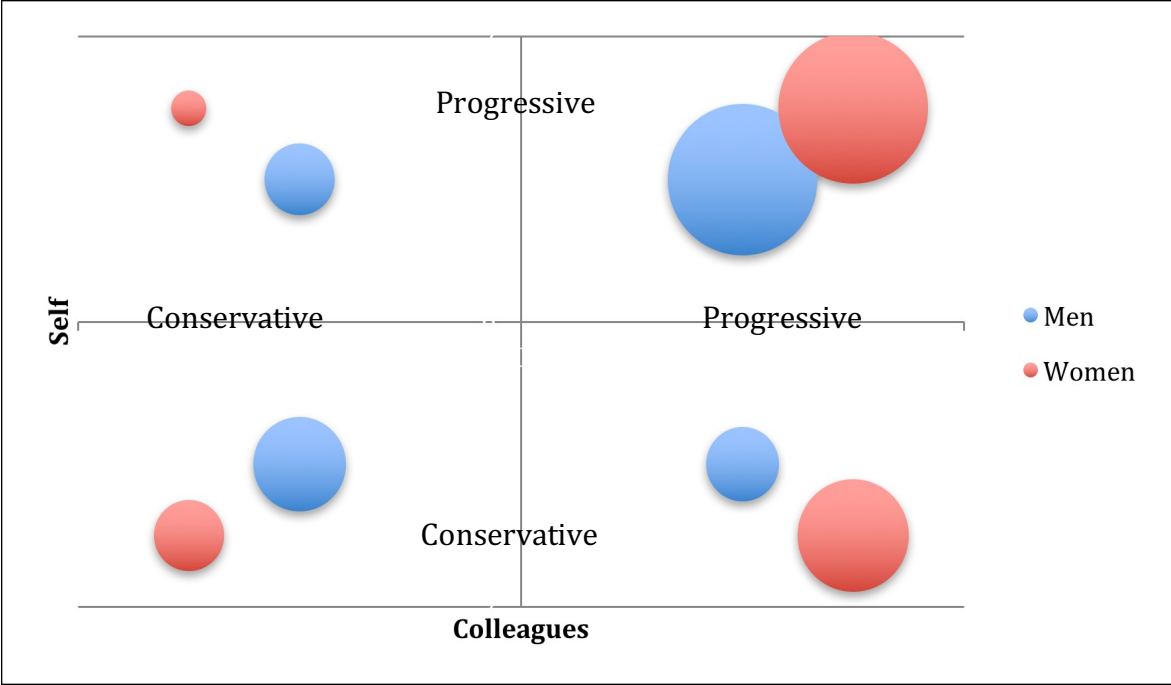 Progressive
Self
Conservative
Progressive
Men
Women
Conservative
Colleagues